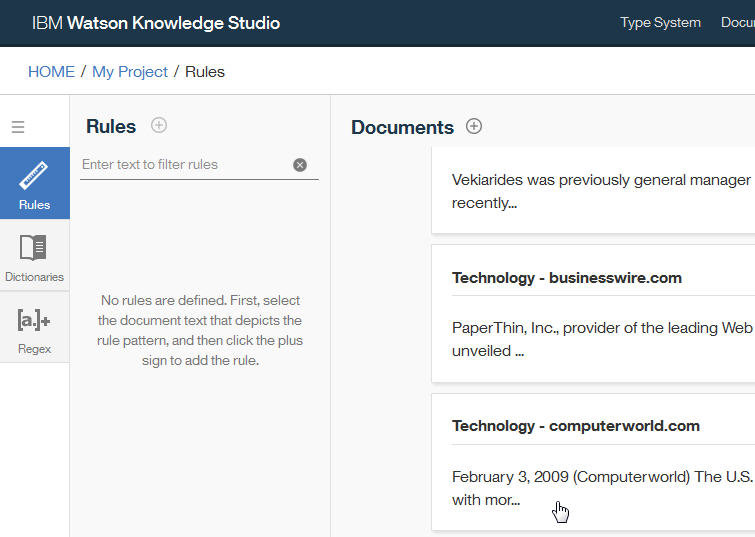 IBM Watson Knowledge Studio
Type System
Docu
HOME / My Project / Rules
Rules
Enter text to filter rules
No rules are defined. First, select
the document text that depicts the
rule pattern, and then click the plus
sign to add the rule.
Rules
Dictionaries
[a.]+
Regex
Documents
Vekiarides was previously general manager
recently...
Technology - businesswire.com
PaperThin, Inc., provider of the leading Web
unveiled ...
Technology - computerworld.com
February 3, 2009 (Computerworld) The U.S.
with mor...